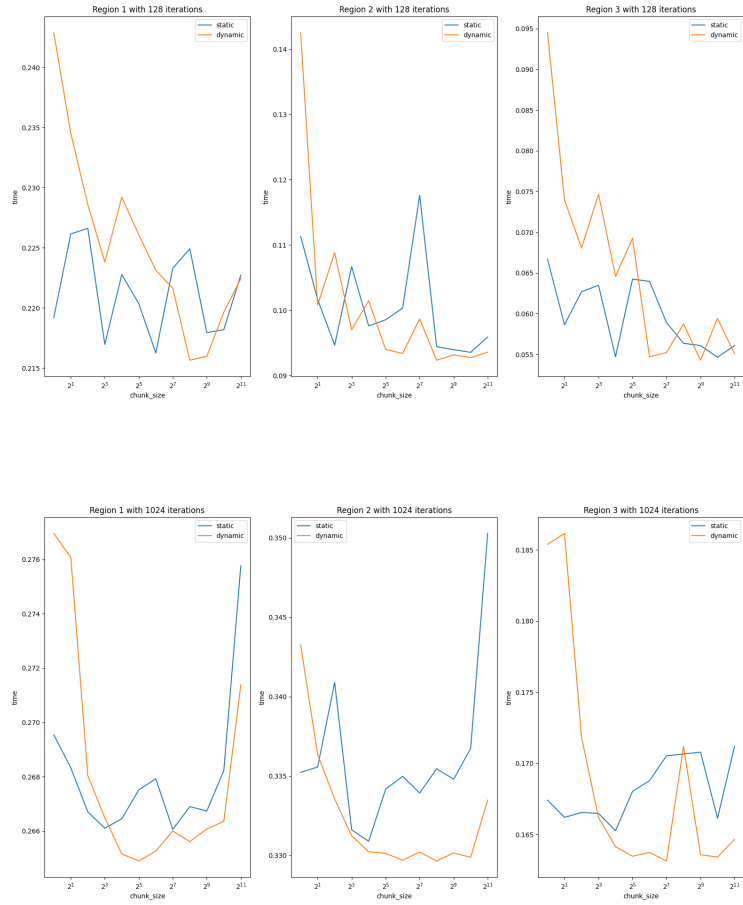 Region 1 with 128 iterations
static
dynamic
0.240
0.235
0.230
0.225
0.220
0.215
time
2^1
2^3
2^5
2^7
2^9
2^11
chunk_size
Region 2 with 128 iterations
static
dynamic
0.14
0.13
0.12
0.11
0.10
0.09
time
2^1
2^3
2^5
2^7
2^9
2^11
chunk_size
Region 3 with 128 iterations
static
dynamic
0.095
0.090
0.085
0.080
0.075
0.070
0.065
0.060
0.055
time
2^1
2^3
2^5
2^7
2^9
2^11
chunk_size
Region 1 with 1024 iterations
static
dynamic
0.276
0.274
0.272
0.270
0.268
0.266
time
2^1
2^3
2^5
2^7
2^9
2^11
chunk_size
Region 2 with 1024 iterations
static
dynamic
0.350
0.345
0.340
0.335
0.330
time
2^1
2^3
2^5
2^7
2^9
2^11
chunk_size
Region 3 with 1024 iterations
static
dynamic
0.185
0.180
0.175
0.170
0.165
time
2^1
2^3
2^5
2^7
2^9
2^11
chunk_size